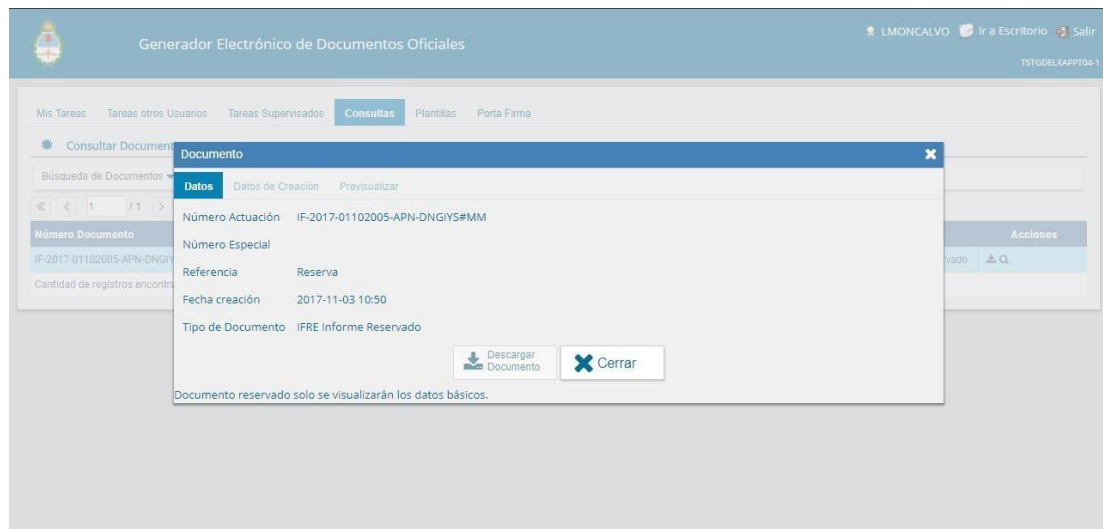 Generador Electrónico de Documentos Oficiales
LMONCALVO Ir a Escritorio Salir
TSTGDELXAPPT04-1
Mis Tareas Tareas otros Usuarios Tareas Supervisados Consultas Plantillas Porta Firma
Consultar Document
Búsqueda de Documentos
1 / 1
Número Documento Acciones
IF-2017-01102005-APN-DNGIY vado
Cantidad de registros encontra
Documento
Datos Datos de Creación Previsualizar
Número Actuación IF-2017-01102005-APN-DNGIYS#MM
Número Especial
Referencia Reserva
Fecha creación 2017-11-03 10:50
Tipo de Documento IFRE Informe Reservado
Descargar
Documento
Cerrar
Documento reservado solo se visualizarán los datos básicos.